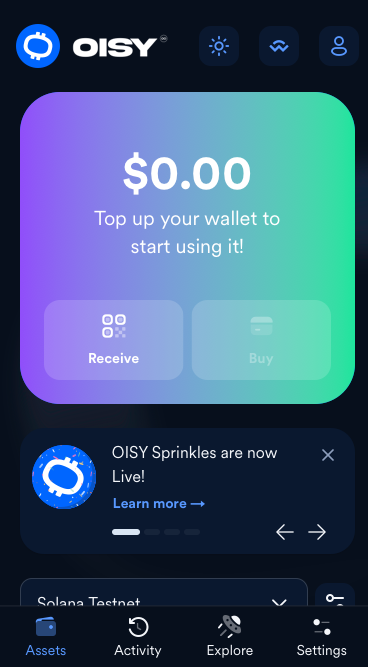 OISY
$0.00
Top up your wallet to
start using it!
Receive
Buy
OISY Sprinkles are now
Live!
Learn more →
Solana Testnet
Assets
Activity
Explore
Settings